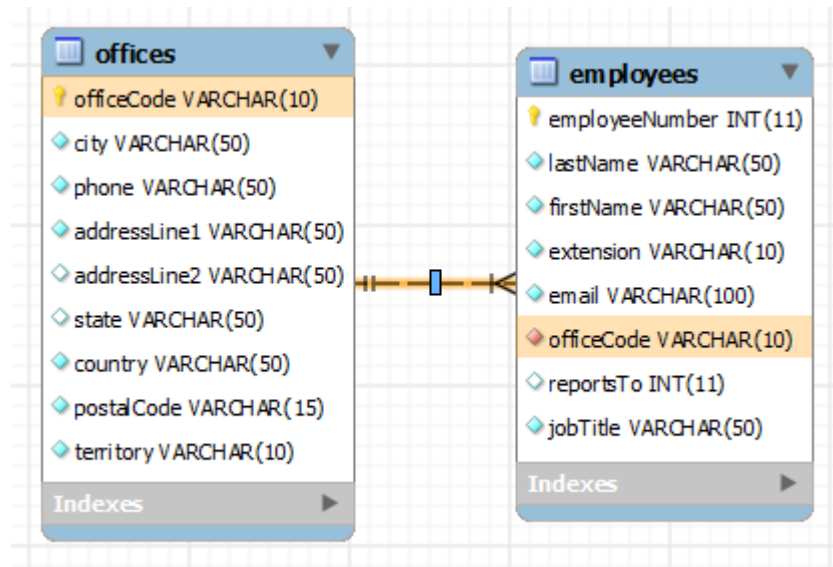 offices
officeCode VARCHAR(10)
city VARCHAR(50)
phone VARCHAR(50)
addressLine1 VARCHAR(50)
addressLine2 VARCHAR(50)
state VARCHAR(50)
country VARCHAR(50)
postalCode VARCHAR(15)
territory VARCHAR(10)
Indexes
employees
employeeNumber INT(11)
lastName VARCHAR(50)
firstName VARCHAR(50)
extension VARCHAR(10)
email VARCHAR(100)
officeCode VARCHAR(10)
reportsTo INT(11)
jobTitle VARCHAR(50)
Indexes